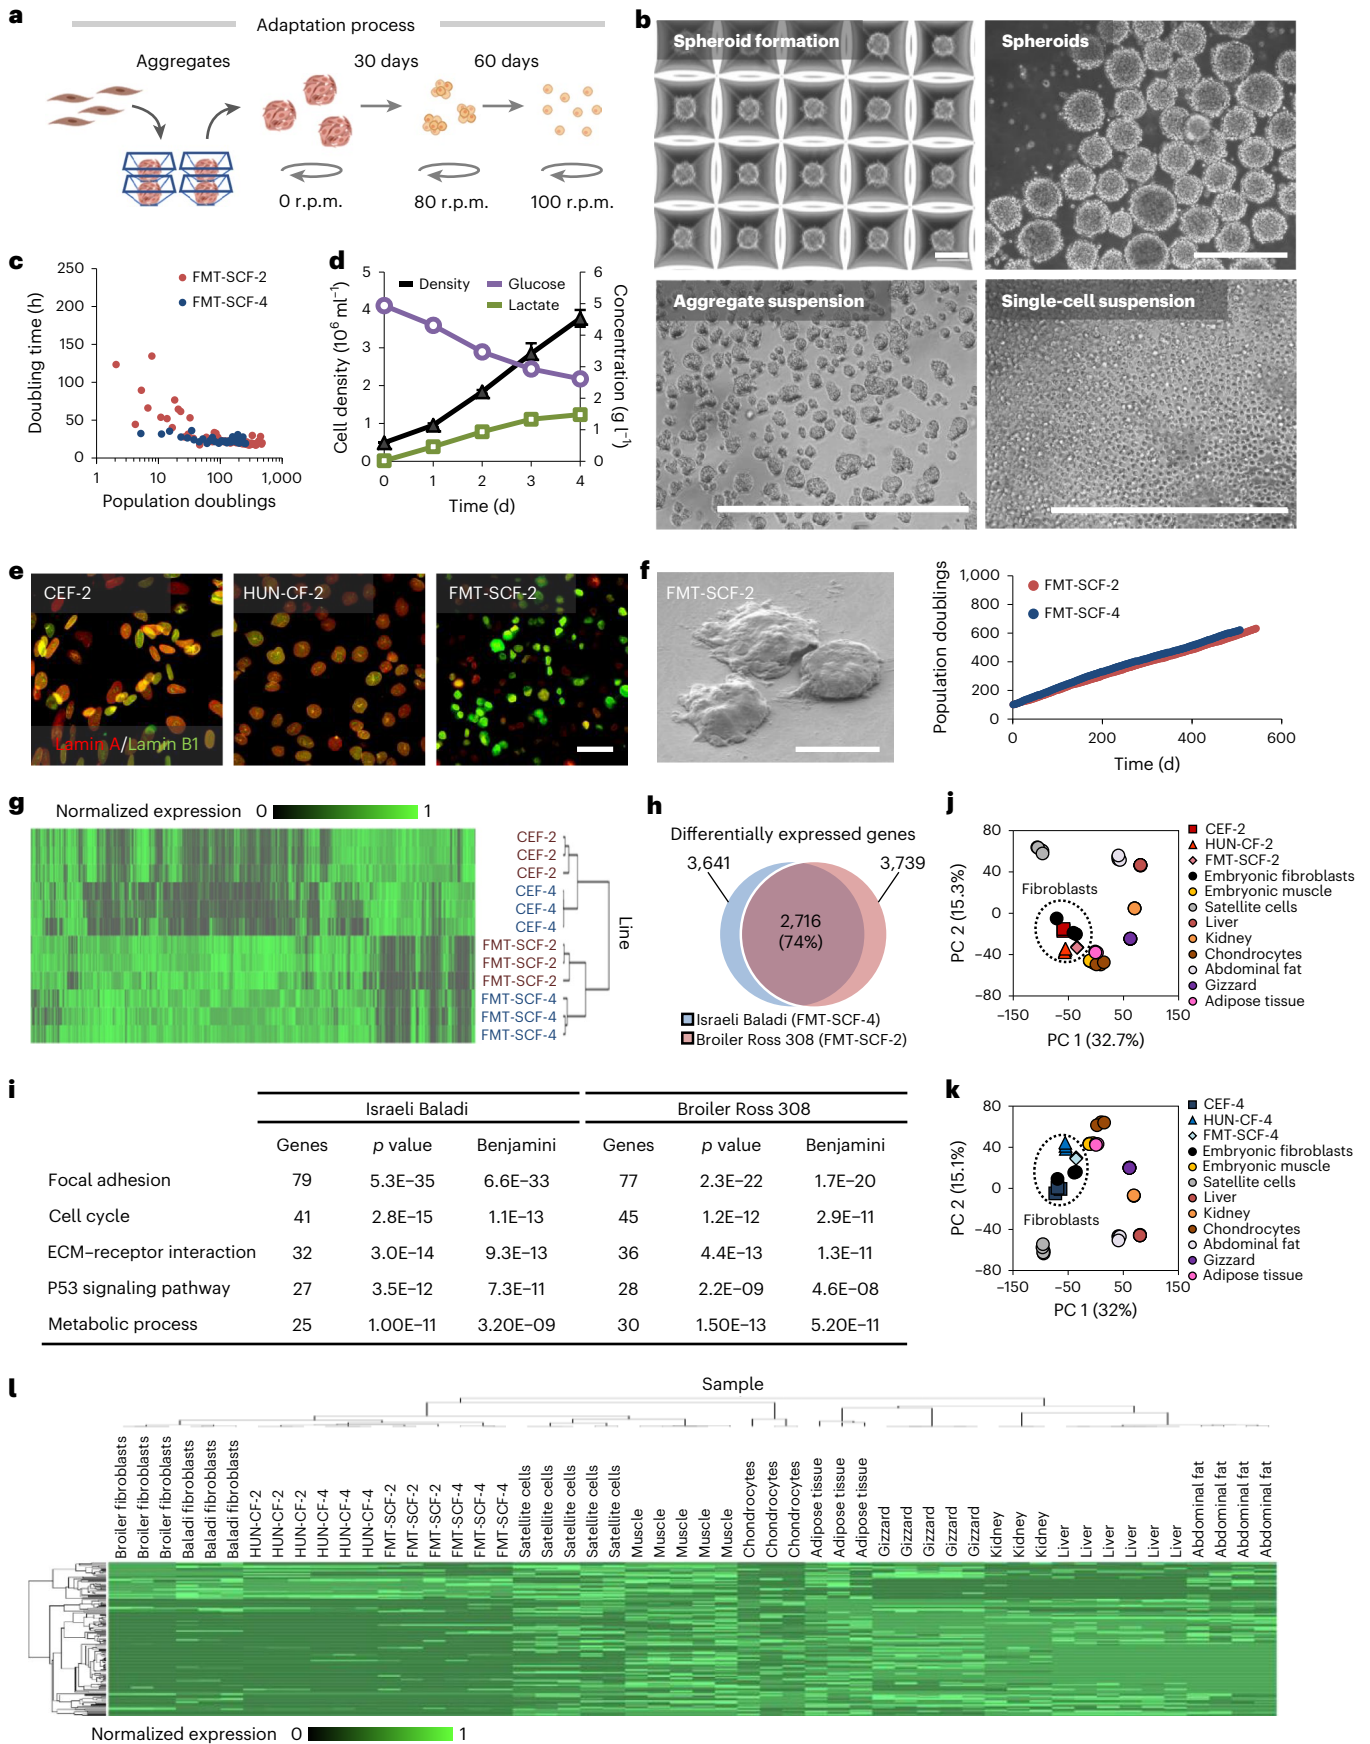 a
Adaptation process
Aggregates
30 days
60 days
0 r.p.m.
80 r.p.m.
100 r.p.m.
b
Spheroid formation
Spheroids
Aggregate suspension
Single-cell suspension
c
Doubling time (h)
250
200
150
100
50
0
FMT-SCF-2
FMT-SCF-4
1
10
100
1,000
Population doublings
d
Cell density (10⁶ ml⁻¹)
5
4
3
2
1
0
Density
Glucose
Lactate
6
5
4
3
2
1
0
Concentration (g l⁻¹)
0 1 2 3 4
Time (d)
e
CEF-2
HUN-CF-2
FMT-SCF-2
Lamin A/Lamin B1
f
FMT-SCF-2
Population doublings
1,000
800
600
400
200
0
FMT-SCF-2
FMT-SCF-4
0 200 400 600
Time (d)
g
Normalized expression 0 1
CEF-2
CEF-2
CEF-2
CEF-4
CEF-4
CEF-4
FMT-SCF-2
FMT-SCF-2
FMT-SCF-2
FMT-SCF-4
FMT-SCF-4
FMT-SCF-4
Line
h
Differentially expressed genes
3,641
3,739
2,716
(74%)
Israeli Baladi (FMT-SCF-4)
Broiler Ross 308 (FMT-SCF-2)
j
PC 2 (15.3%)
80
40
0
−40
−80
Fibroblasts
−150 −50 50 150
PC 1 (32.7%)
CEF-2
HUN-CF-2
FMT-SCF-2
Embryonic fibroblasts
Embryonic muscle
Satellite cells
Liver
Kidney
Chondrocytes
Abdominal fat
Gizzard
Adipose tissue
i
Israeli Baladi Broiler Ross 308
Genes p value Benjamini Genes p value Benjamini
Focal adhesion 79 5.3E−35 6.6E−33 77 2.3E−22 1.7E−20
Cell cycle 41 2.8E−15 1.1E−13 45 1.2E−12 2.9E−11
ECM–receptor interaction 32 3.0E−14 9.3E−13 36 4.4E−13 1.3E−11
P53 signaling pathway 27 3.5E−12 7.3E−11 28 2.2E−09 4.6E−08
Metabolic process 25 1.00E−11 3.20E−09 30 1.50E−13 5.20E−11
k
PC 2 (15.1%)
80
40
0
−40
−80
Fibroblasts
−150 −50 50 150
PC 1 (32%)
CEF-4
HUN-CF-4
FMT-SCF-4
Embryonic fibroblasts
Embryonic muscle
Satellite cells
Liver
Kidney
Chondrocytes
Abdominal fat
Gizzard
Adipose tissue
l
Sample
Broiler fibroblasts
Broiler fibroblasts
Broiler fibroblasts
Baladi fibroblasts
Baladi fibroblasts
Baladi fibroblasts
HUN-CF-2
HUN-CF-2
HUN-CF-2
HUN-CF-4
HUN-CF-4
HUN-CF-4
FMT-SCF-2
FMT-SCF-2
FMT-SCF-2
FMT-SCF-4
FMT-SCF-4
FMT-SCF-4
Satellite cells
Satellite cells
Satellite cells
Satellite cells
Satellite cells
Muscle
Muscle
Muscle
Muscle
Muscle
Chondrocytes
Chondrocytes
Chondrocytes
Adipose tissue
Adipose tissue
Adipose tissue
Gizzard
Gizzard
Gizzard
Gizzard
Gizzard
Kidney
Kidney
Kidney
Liver
Liver
Liver
Liver
Liver
Liver
Abdominal fat
Abdominal fat
Abdominal fat
Abdominal fat
Normalized expression 0 1